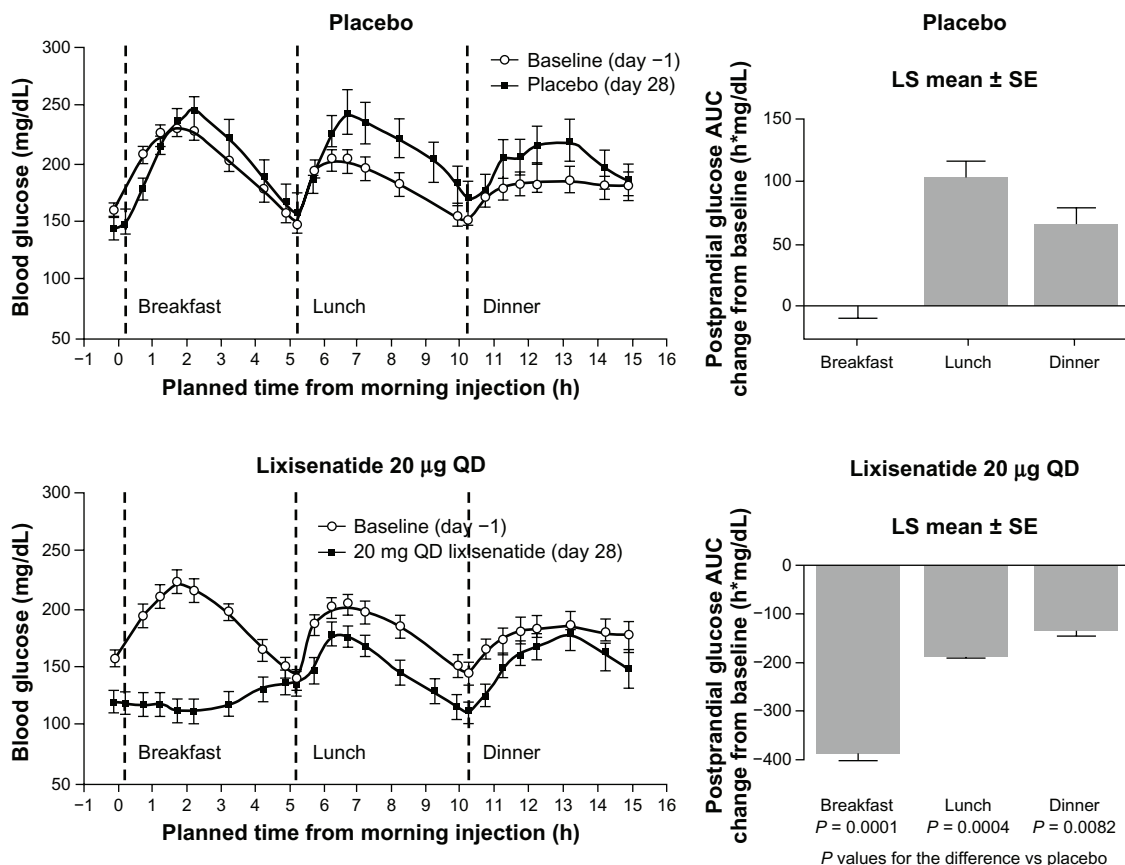 Placebo
Blood glucose (mg/dL)
300
250
200
150
100
50
Baseline (day −1)
Placebo (day 28)
Breakfast
Lunch
Dinner
−1 0 1 2 3 4 5 6 7 8 9 10 11 12 13 14 15 16
Planned time from morning injection (h)
Placebo
LS mean ± SE
Postprandial glucose AUC
change from baseline (h*mg/dL)
150
100
50
0
50
Breakfast
Lunch
Dinner
Lixisenatide 20 μg QD
Blood glucose (mg/dL)
300
250
200
150
100
50
Baseline (day −1)
20 mg QD lixisenatide (day 28)
Breakfast
Lunch
Dinner
−1 0 1 2 3 4 5 6 7 8 9 10 11 12 13 14 15 16
Planned time from morning injection (h)
Lixisenatide 20 μg QD
LS mean ± SE
Postprandial glucose AUC
change from baseline (h*mg/dL)
0
−100
−200
−300
−400
Breakfast
P = 0.0001
Lunch
P = 0.0004
Dinner
P = 0.0082
P values for the difference vs placebo